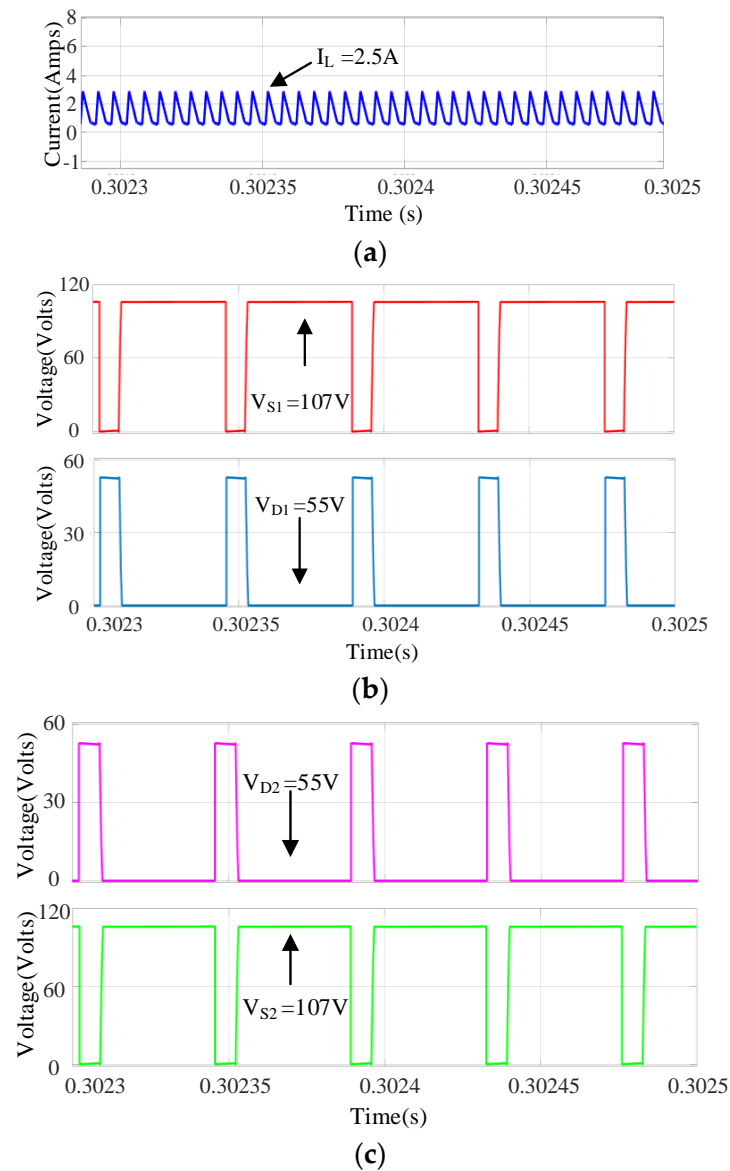 8
6
4
2
0
-1
Current(Amps)
I_L =2.5A
0.3023 0.30235 0.3024 0.30245 0.3025
Time (s)
(a)
120
60
0
Voltage(Volts)
V_S1 =107V
60
30
0
Voltage(Volts)
V_D1 =55V
0.3023 0.30235 0.3024 0.30245 0.3025
Time(s)
(b)
60
30
0
Voltage(Volts)
V_D2 =55V
120
60
0
Voltage(Volts)
V_S2 =107V
0.3023 0.30235 0.3024 0.30245 0.3025
Time(s)
(c)